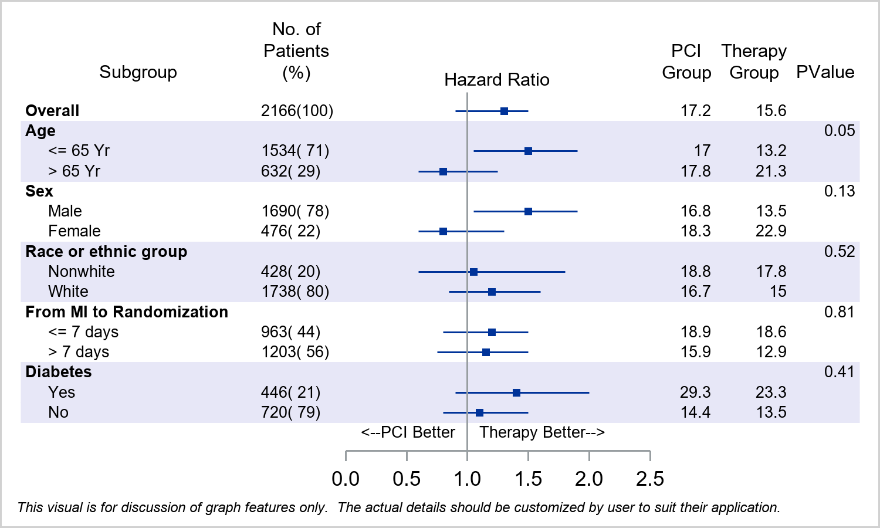 Subgroup No. of Patients (%) Hazard Ratio PCI Group Therapy Group PValue
Overall 2166(100) 17.2 15.6
Age 0.05
<= 65 Yr 1534( 71) 17 13.2
> 65 Yr 632( 29) 17.8 21.3
Sex 0.13
Male 1690( 78) 16.8 13.5
Female 476( 22) 18.3 22.9
Race or ethnic group 0.52
Nonwhite 428( 20) 18.8 17.8
White 1738( 80) 16.7 15
From MI to Randomization 0.81
<= 7 days 963( 44) 18.9 18.6
> 7 days 1203( 56) 15.9 12.9
Diabetes 0.41
Yes 446( 21) 29.3 23.3
No 720( 79) 14.4 13.5
<--PCI Better Therapy Better-->
0.0 0.5 1.0 1.5 2.0 2.5
This visual is for discussion of graph features only. The actual details should be customized by user to suit their application.